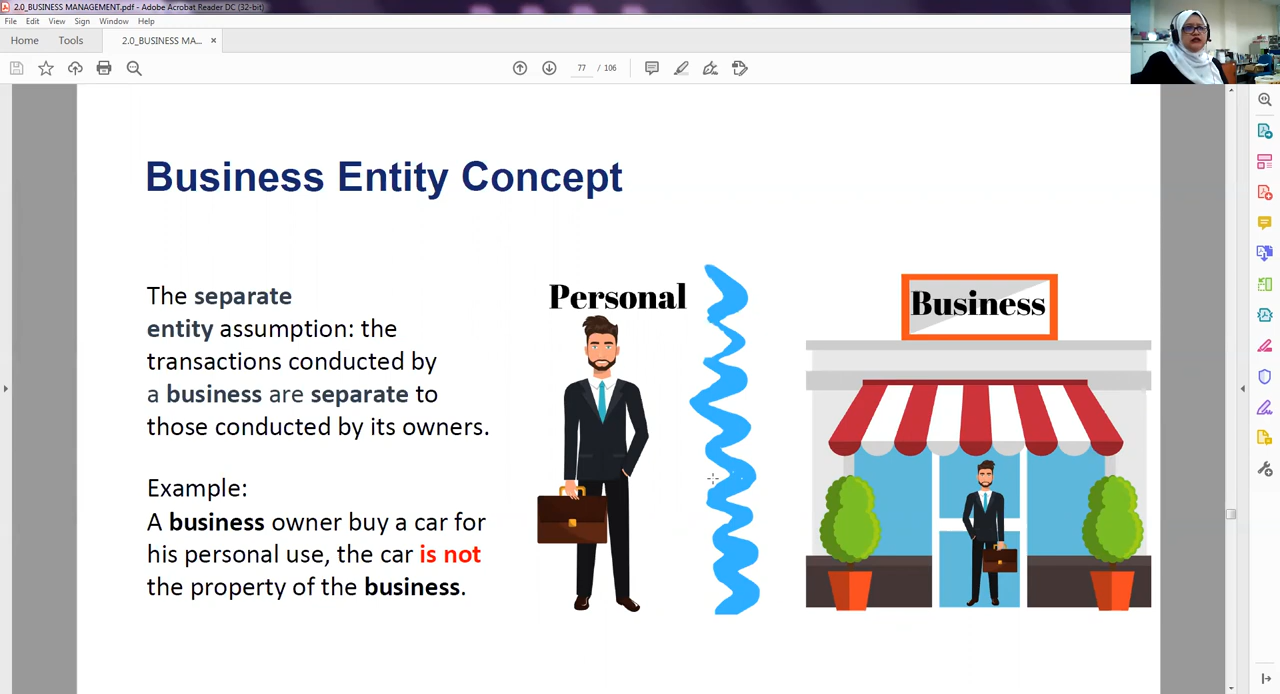 2.0_BUSINESS MANAGEMENT.pdf - Adobe Acrobat Reader DC (32-bit)
File Edit View Sign Window Help
Home Tools 2.0_BUSINESS MA... ×
77 / 106
Business Entity Concept
The separate
entity assumption: the
transactions conducted by
a business are separate to
those conducted by its owners.
Example:
A business owner buy a car for
his personal use, the car is not
the property of the business.
Personal
Business